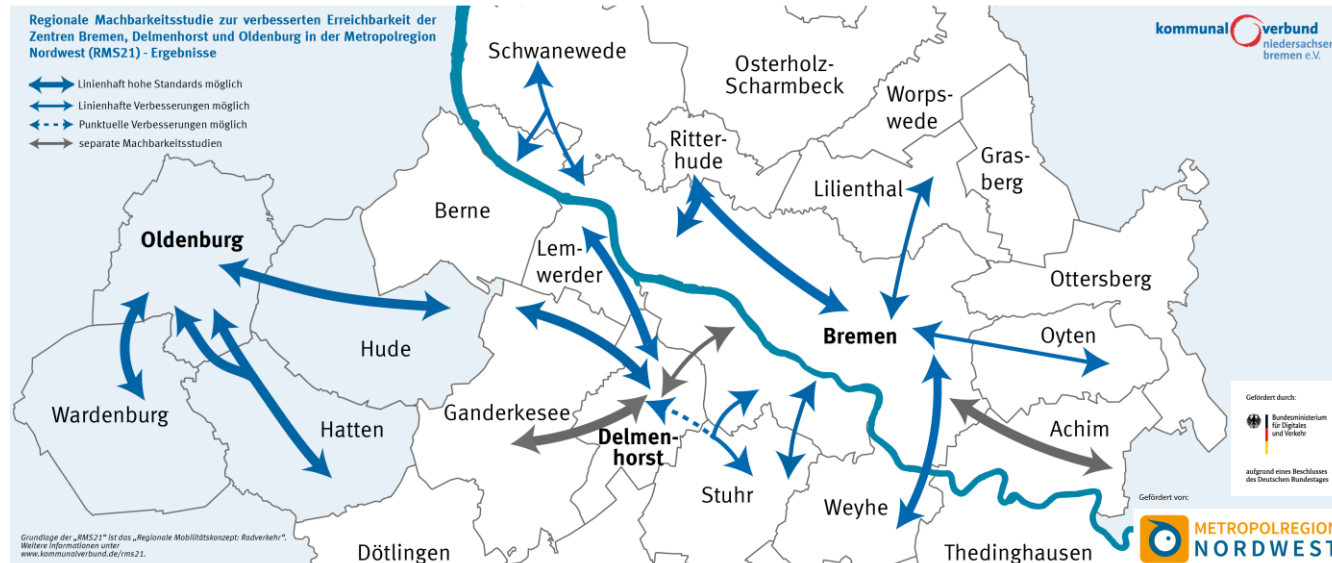 Regionale Machbarkeitsstudie zur verbesserten Erreichbarkeit der
Zentren Bremen, Delmenhorst und Oldenburg in der Metropolregion
Nordwest (RMS21) - Ergebnisse
Linienhaft hohe Standards möglich
Linienhafte Verbesserungen möglich
Punktuelle Verbesserungen möglich
separate Machbarkeitsstudien
kommunal verbund
niedersachsen
bremen e.V.
Schwanewede
Osterholz-
Scharmbeck
Worps-
wede
Ritter-
hude
Gras-
berg
Lilienthal
Berne
Oldenburg
Lem-
werder
Ottersberg
Bremen
Oyten
Hude
Wardenburg
Hatten
Ganderkesee
Delmen-
horst
Achim
Stuhr
Weyhe
Dötlingen
Thedinghausen
Gefördert durch:
Bundesministerium
für Digitales
und Verkehr
aufgrund eines Beschlusses
des Deutschen Bundestages
Gefördert von:
METROPOLREGION
NORDWEST
Grundlage der „RMS21" ist das „Regionale Mobilitätskonzept: Radverkehr".
Weitere Informationen unter
www.kommunalverbund.de/rms21.